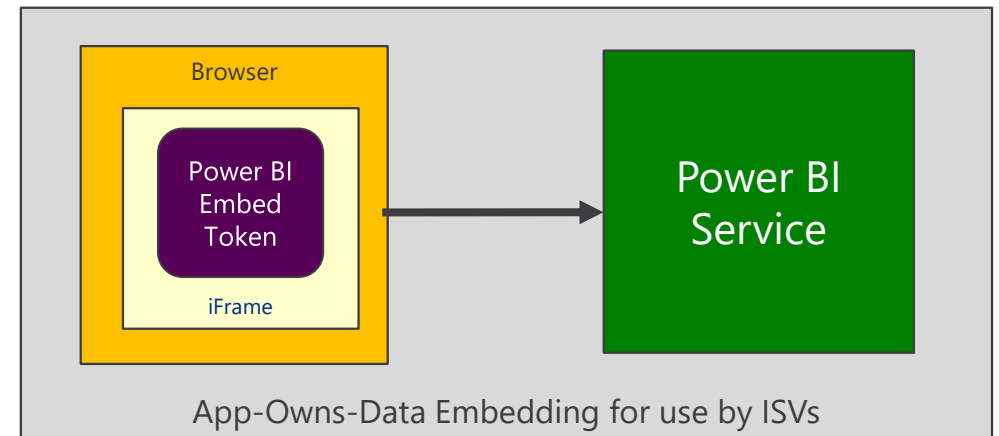 Browser
Power BI
Embed
Token
iFrame
Power BI
Service
App-Owns-Data Embedding for use by ISVs